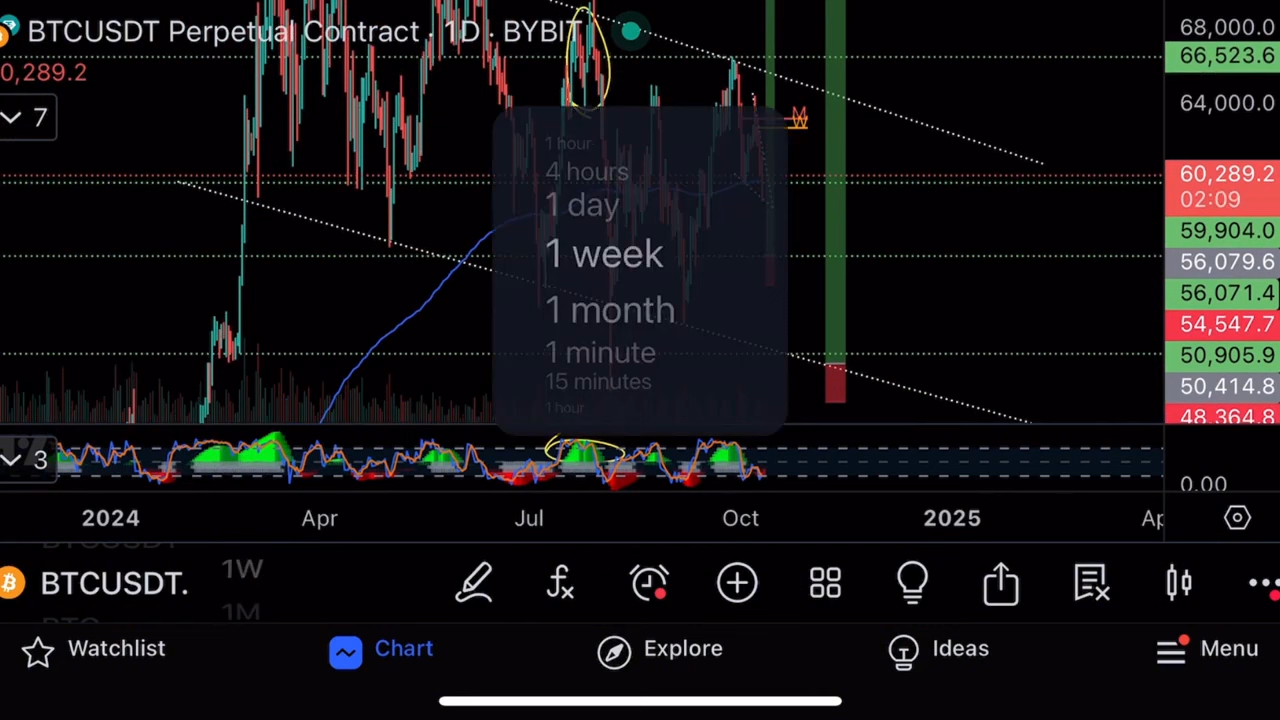 BTCUSDT Perpetual Contract · 1D · BYBIT
0,289.2
7
68,000.0
66,523.6
64,000.0
60,289.2
02:09
59,904.0
56,079.6
56,071.4
54,547.7
50,905.9
50,414.8
48,364.8
1 hour
4 hours
1 day
1 week
1 month
1 minute
15 minutes
1 hour
3
0.00
2024
Apr
Jul
Oct
2025
Ap
BTCUSDT.
1W
1M
Watchlist
Chart
Explore
Ideas
Menu